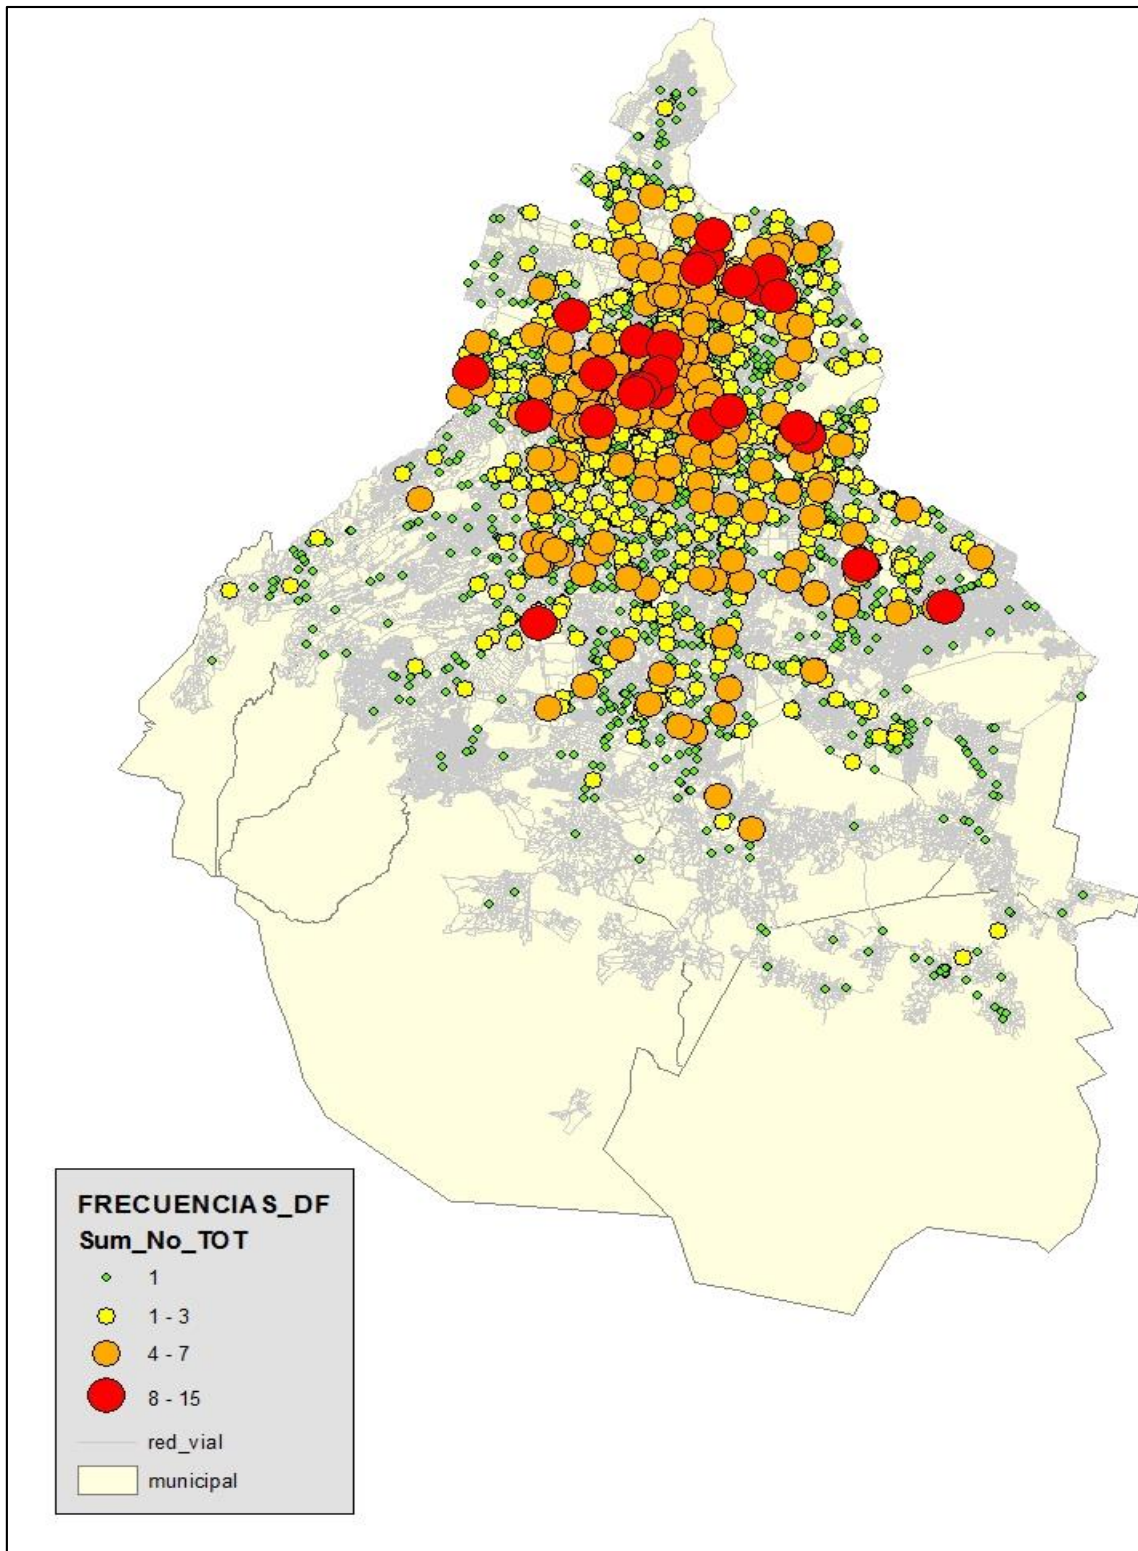 FRECUENCIAS_DF
Sum_No_TOT
1
1 - 3
4 - 7
8 - 15
red_vial
municipal